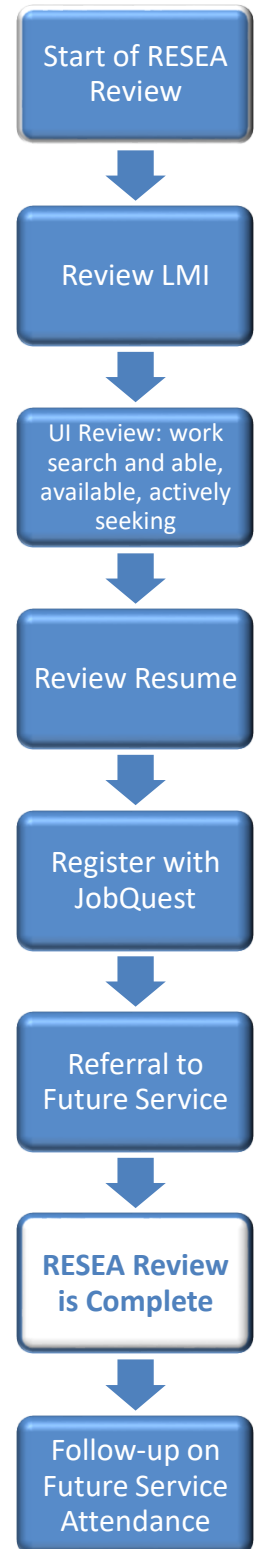 Start of RESEA
Review
Review LMI
UI Review: work
search and able,
available, actively
seeking
Review Resume
Register with
JobQuest
Referral to
Future Service
RESEA Review
is Complete
Follow-up on
Future Service
Attendance